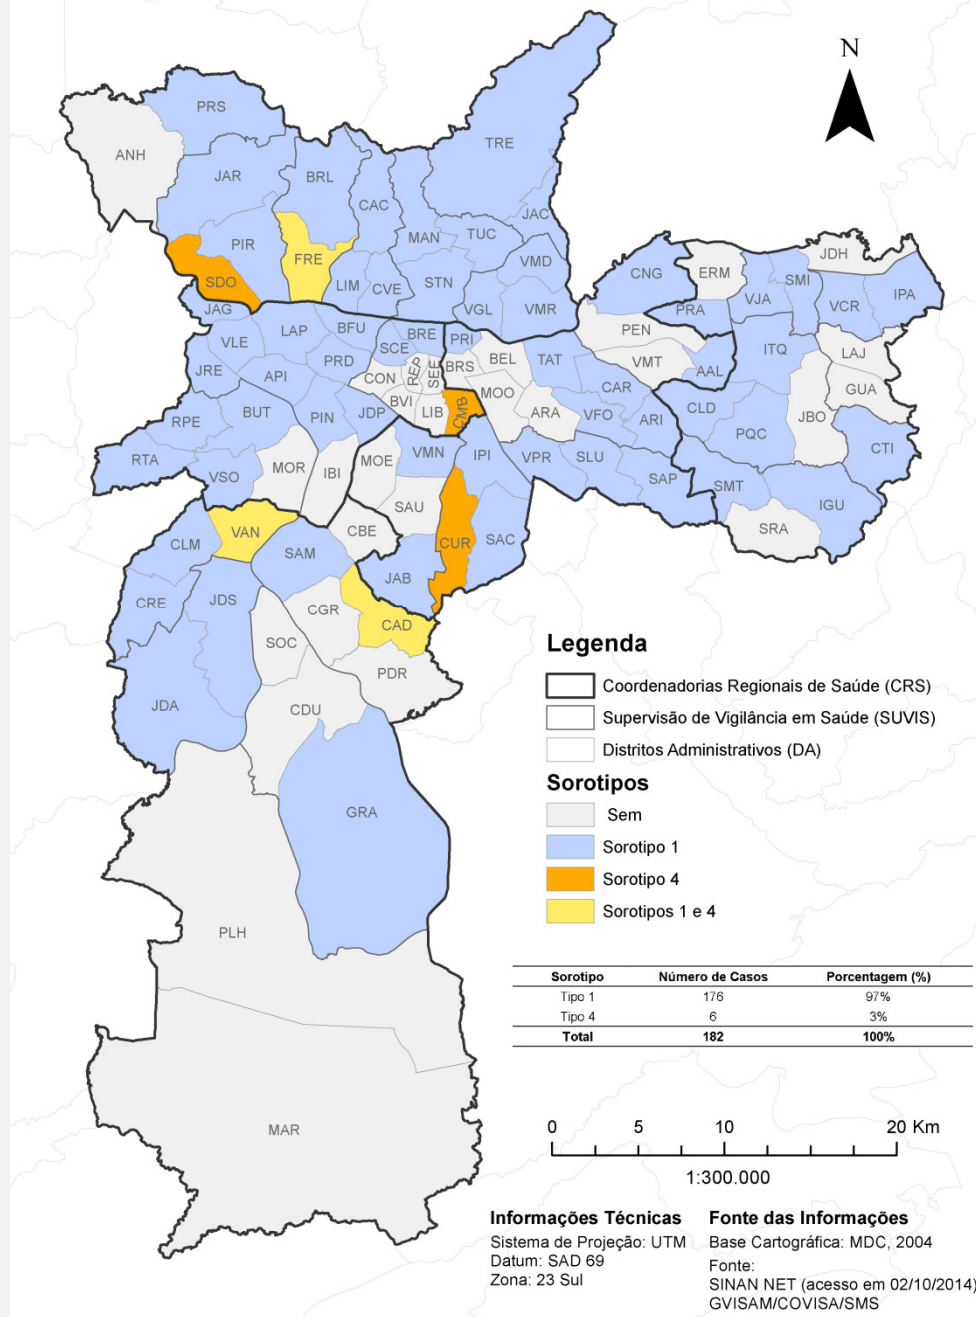 N
PRS
ANH
TRE
JAR
BRL
CAC
JAC
MAN
TUC
PIR
FRE
VMD
SDO
LIM
CVE
STN
VGL
VMR
JAG
CNG
ERM
JDH
SMI
VJA
VCR
IPA
PRA
LAP
BFU
BRE
PRI
PEN
VLE
SCE
BEL
TAT
VMT
ITQ
LAJ
PRD
REP
SEE
BRS
AAL
JRE
API
CON
MOO
CAR
GUA
BUT
PIN
JDP
BVI
LIB
CMB
ARA
VFO
ARI
CLD
JBO
RPE
PQC
CTI
RTA
VSO
MOR
IBI
MOE
VMN
IPI
VPR
SLU
SAP
SMT
IGU
SAU
SRA
VAN
CBE
CLM
SAM
CUR
SAC
JAB
CRE
JDS
CGR
CAD
SOC
PDR
JDA
CDU
GRA
PLH
MAR
Legenda
Coordenadorias Regionais de Saúde (CRS)
Supervisão de Vigilância em Saúde (SUVIS)
Distritos Administrativos (DA)
Sorotipos
Sem
Sorotipo 1
Sorotipo 4
Sorotipos 1 e 4
Sorotipo Número de Casos Porcentagem (%)
Tipo 1 176 97%
Tipo 4 6 3%
Total 182 100%
0 5 10 20 Km
1:300.000
Informações Técnicas
Sistema de Projeção: UTM
Datum: SAD 69
Zona: 23 Sul
Fonte das Informações
Base Cartográfica: MDC, 2004
Fonte:
SINAN NET (acesso em 02/10/2014)
GVISAM/COVISA/SMS